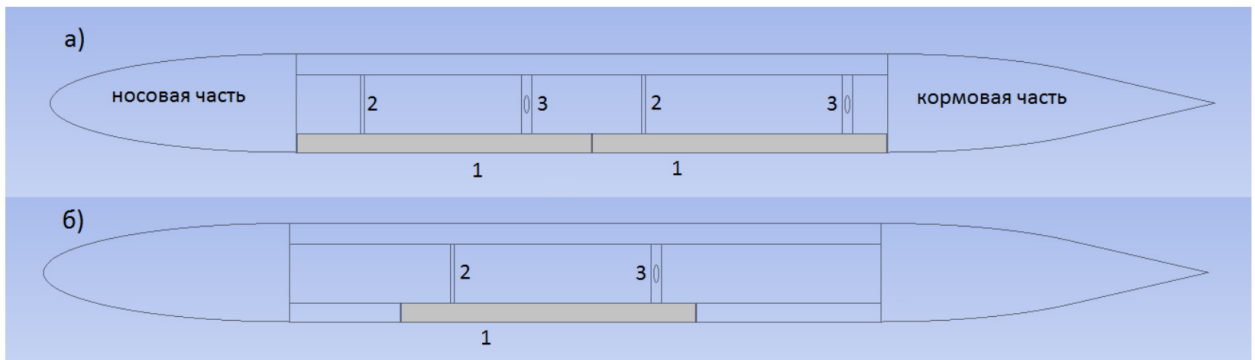 а)
носовая часть 2 3 2 3 кормовая часть
1 1
б)
2 3
1